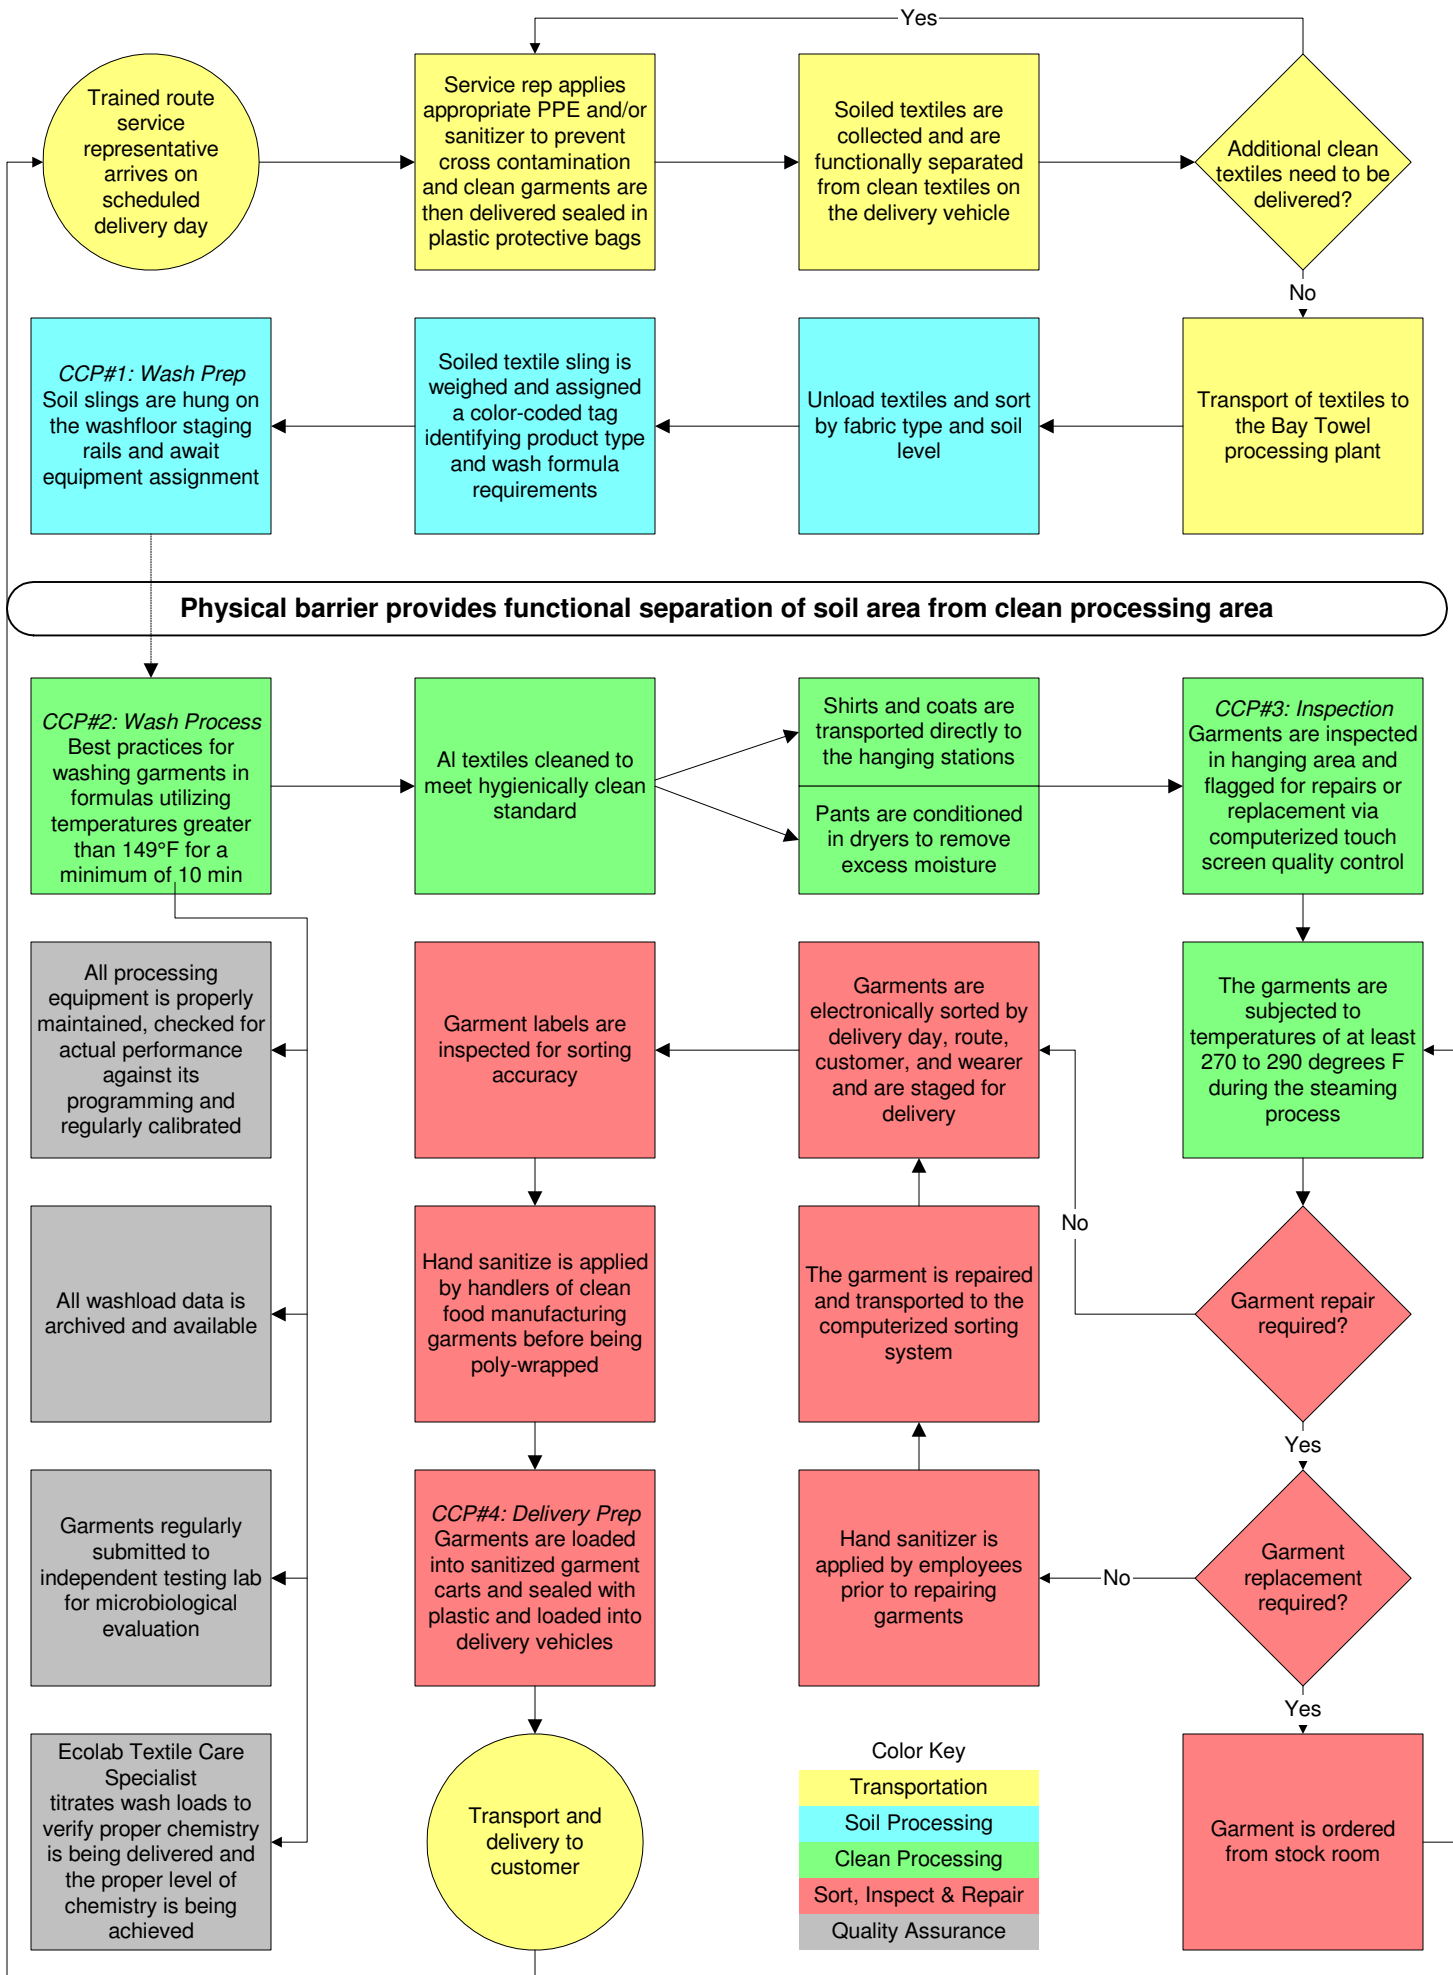 Yes
Trained route
service
representative
arrives on
scheduled
delivery day
Service rep applies
appropriate PPE and/or
sanitizer to prevent
cross contamination
and clean garments are
then delivered sealed in
plastic protective bags
Soiled textiles are
collected and are
functionally separated
from clean textiles on
the delivery vehicle
Additional clean
textiles need to be
delivered?
No
CCP#1: Wash Prep
Soil slings are hung on
the washfloor staging
rails and await
equipment assignment
Soiled textile sling is
weighed and assigned
a color-coded tag
identifying product type
and wash formula
requirements
Unload textiles and sort
by fabric type and soil
level
Transport of textiles to
the Bay Towel
processing plant
Physical barrier provides functional separation of soil area from clean processing area
CCP#2: Wash Process
Best practices for
washing garments in
formulas utilizing
temperatures greater
than 149°F for a
minimum of 10 min
Al textiles cleaned to
meet hygienically clean
standard
Shirts and coats are
transported directly to
the hanging stations
Pants are conditioned
in dryers to remove
excess moisture
CCP#3: Inspection
Garments are inspected
in hanging area and
flagged for repairs or
replacement via
computerized touch
screen quality control
All processing
equipment is properly
maintained, checked for
actual performance
against its
programming and
regularly calibrated
Garment labels are
inspected for sorting
accuracy
Garments are
electronically sorted by
delivery day, route,
customer, and wearer
and are staged for
delivery
The garments are
subjected to
temperatures of at least
270 to 290 degrees F
during the steaming
process
All washload data is
archived and available
Hand sanitize is applied
by handlers of clean
food manufacturing
garments before being
poly-wrapped
The garment is repaired
and transported to the
computerized sorting
system
No
Garment repair
required?
Yes
Garments regularly
submitted to
independent testing lab
for microbiological
evaluation
CCP#4: Delivery Prep
Garments are loaded
into sanitized garment
carts and sealed with
plastic and loaded into
delivery vehicles
Hand sanitizer is
applied by employees
prior to repairing
garments
No
Garment
replacement
required?
Yes
Ecolab Textile Care
Specialist
titrates wash loads to
verify proper chemistry
is being delivered and
the proper level of
chemistry is being
achieved
Transport and
delivery to
customer
Color Key
Transportation
Soil Processing
Clean Processing
Sort, Inspect & Repair
Quality Assurance
Garment is ordered
from stock room